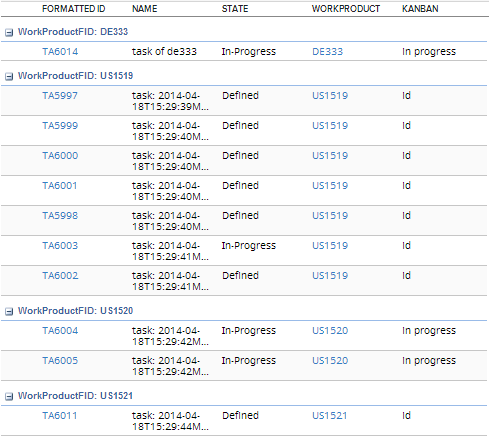 FORMATTED ID NAME STATE WORKPRODUCT KANBAN
WorkProductFID: DE333
TA6014 task of de333 In-Progress DE333 In progress
WorkProductFID: US1519
TA5997 task: 2014-04- Defined US1519 Id
18T15:29:39M...
TA5999 task: 2014-04- Defined US1519 Id
18T15:29:40M...
TA6000 task: 2014-04- Defined US1519 Id
18T15:29:40M...
TA6001 task: 2014-04- Defined US1519 Id
18T15:29:40M...
TA5998 task: 2014-04- Defined US1519 Id
18T15:29:40M...
TA6003 task: 2014-04- In-Progress US1519 Id
18T15:29:41M...
TA6002 task: 2014-04- Defined US1519 Id
18T15:29:41M...
WorkProductFID: US1520
TA6004 task: 2014-04- In-Progress US1520 In progress
18T15:29:42M...
TA6005 task: 2014-04- In-Progress US1520 In progress
18T15:29:42M...
WorkProductFID: US1521
TA6011 task: 2014-04- Defined US1521 Id
18T15:29:44M...